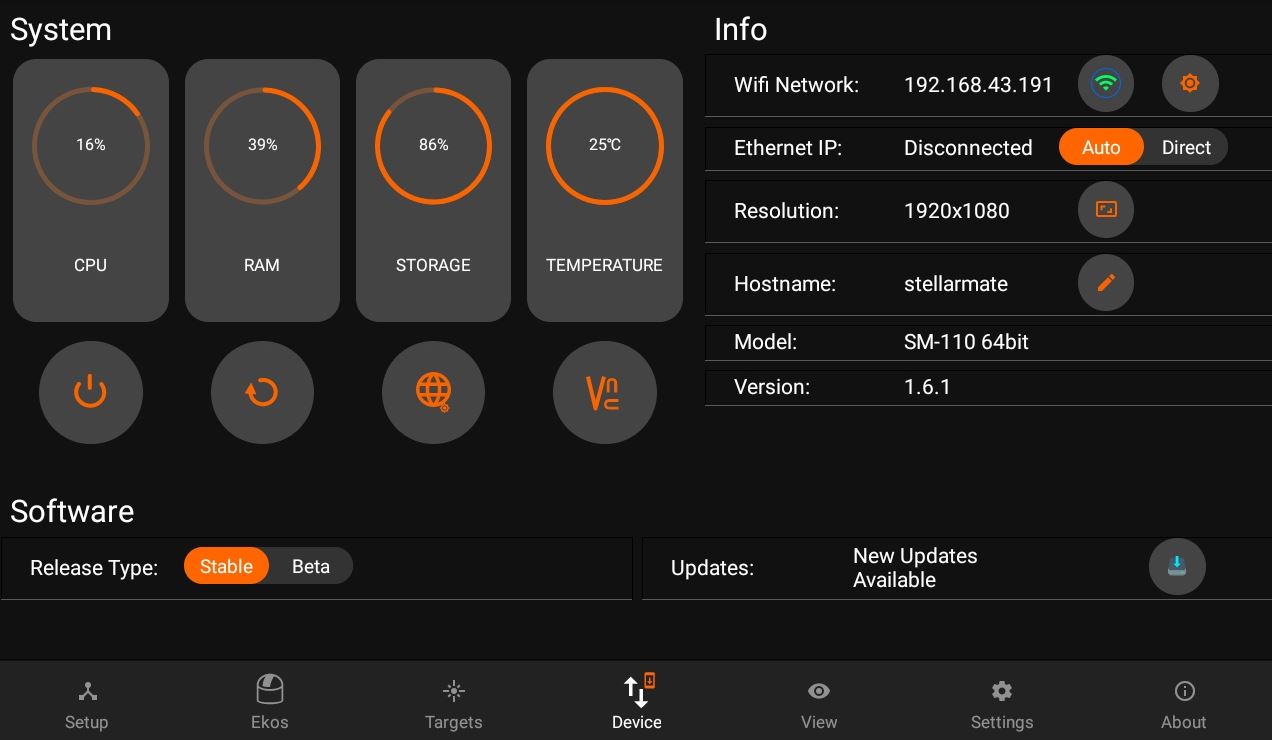 System
16%
CPU
39%
RAM
86%
STORAGE
25℃
TEMPERATURE
Vnc
Info
Wifi Network: 192.168.43.191
Ethernet IP: Disconnected Auto Direct
Resolution: 1920x1080
Hostname: stellarmate
Model: SM-110 64bit
Version: 1.6.1
Software
Release Type: Stable Beta
Updates: New Updates
Available
Setup Ekos Targets Device View Settings About